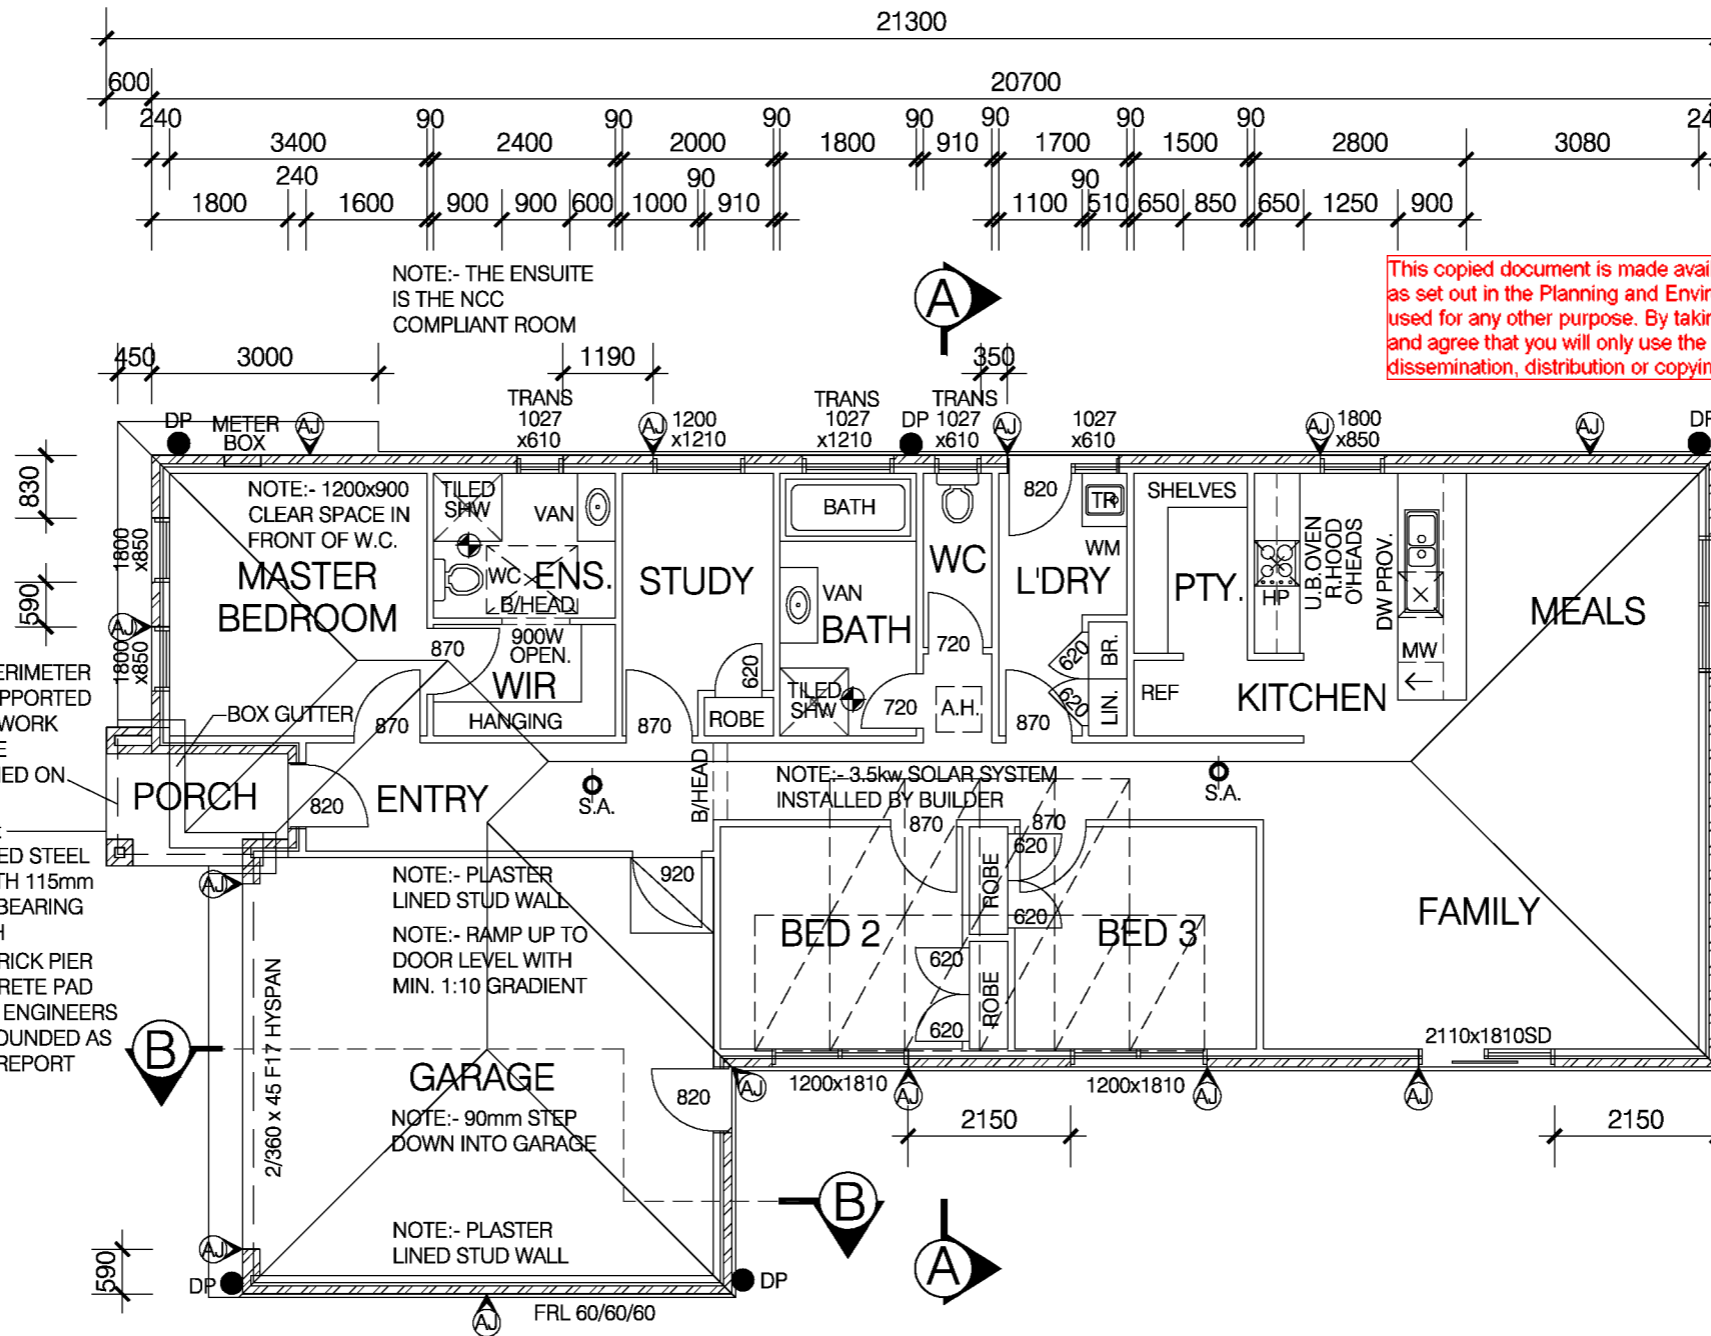 21300
600
20700
240
90
90
90
90
90
90
90
24
3400
2400
2000
1800
910
1700
1500
2800
3080
240
90
90
1800
1600
900
900
600
1000
910
1100
510
650
850
650
1250
900
NOTE:- THE ENSUITE
IS THE NCC
COMPLIANT ROOM
A
This copied document is made avai
as set out in the Planning and Envir
used for any other purpose. By takin
and agree that you will only use the
dissemination, distribution or copyin
450
3000
1190
350
DP
METER
BOX
AJ
TRANS
1027
x610
AJ
1200
x1210
TRANS
1027
x1210
DP
TRANS
1027
x610
AJ
1027
x610
AJ
1800
x850
AJ
DP
830
590
1800
x850
AJ
1800
x850
NOTE:- 1200x900
CLEAR SPACE IN
FRONT OF W.C.
MASTER
BEDROOM
TILED
SHW
VAN
WC
ENS.
B/HEAD
900W
OPEN.
870
WIR
HANGING
STUDY
620
ROBE
870
870
BATH
VAN
BATH
TILED
SHW
720
WC
720
A.H.
820
TR
WM
L'DRY
620
620
BR.
LIN.
870
SHELVES
PTY.
REF
HP
U.B.OVEN
R.HOOD
O'HEADS
DW PROV.
MW
KITCHEN
MEALS
ERIMETER
PPORTED
WORK
E
NED ON
BOX GUTTER
PORCH
820
ENTRY
S.A.
B/HEAD
NOTE:- 3.5kw SOLAR SYSTEM
INSTALLED BY BUILDER
S.A.
870
870
ED STEEL
TH 115mm
BEARING
H
RICK PIER
RETE PAD
ENGINEERS
OUNDED AS
REPORT
AJ
NOTE:- PLASTER
LINED STUD WALL
920
NOTE:- RAMP UP TO
DOOR LEVEL WITH
MIN. 1:10 GRADIENT
BED 2
ROBE
620
620
BED 3
620
620
ROBE
FAMILY
2/360 x 45 F17 HYSPAN
B
GARAGE
820
NOTE:- 90mm STEP
DOWN INTO GARAGE
AJ
1200x1810
AJ
1200x1810
AJ
2110x1810SD
AJ
2150
2150
B
A
NOTE:- PLASTER
LINED STUD WALL
AJ
590
DP
DP
AJ
FRL 60/60/60